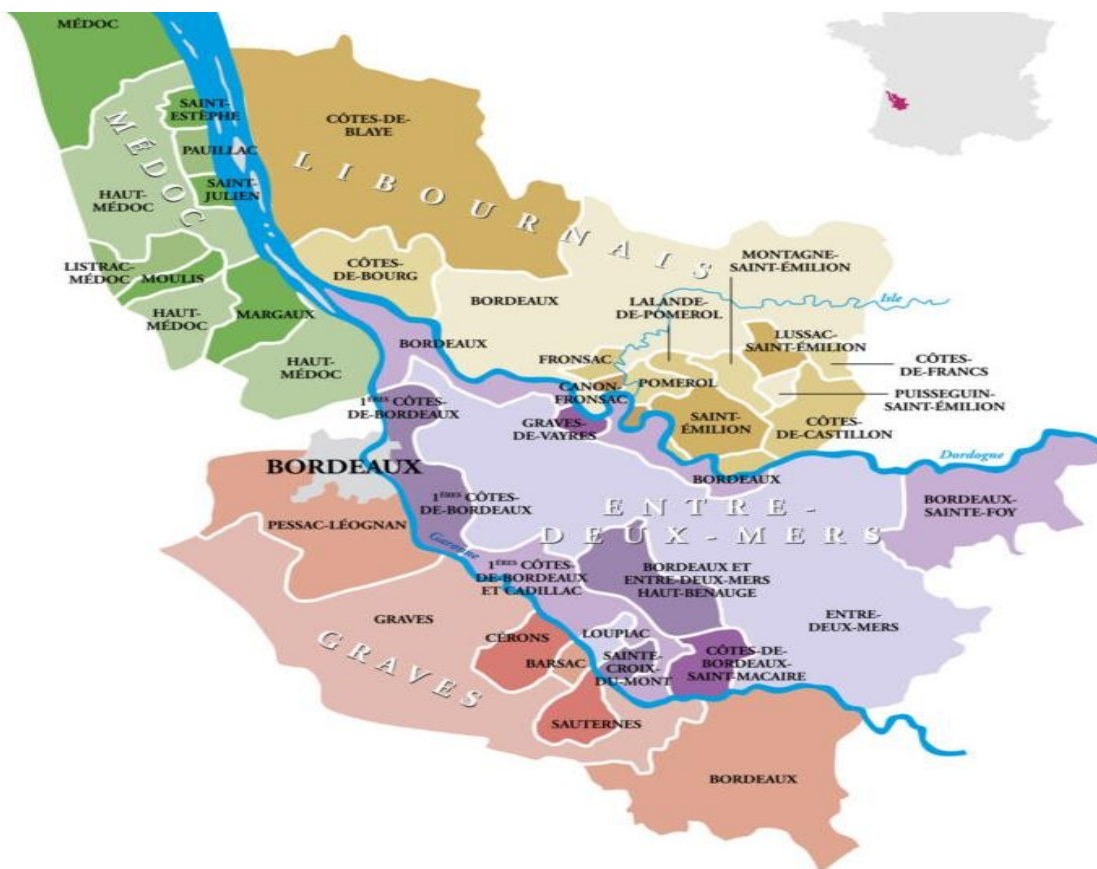 MÉDOC
SAINT-
ESTÈPHE
PAUILLAC
SAINT-
JULIEN
MÉDOC
HAUT-
MÉDOC
LISTRAC-
MÉDOC
MOULIS
HAUT-
MÉDOC
MARGAUX
HAUT-
MÉDOC
CÔTES-DE-
BLAYE
LIBOURNAIS
CÔTES-
DE-BOURG
BORDEAUX
BORDEAUX
MONTAGNE-
SAINT-ÉMILION
LALANDE-
DE-POMEROL
Isle
LUSSAC-
SAINT-ÉMILION
CÔTES-
DE-FRANCS
FRONSAC
POMEROL
CANON-
FRONSAC
PUISSEGUIN-
SAINT-ÉMILION
SAINT-
ÉMILION
CÔTES-
DE-CASTILLON
1ÈRES CÔTES-
DE-BORDEAUX
GRAVES-
DE-VAYRES
Dordogne
BORDEAUX
BORDEAUX
BORDEAUX-
SAINTE-FOY
1ÈRES CÔTES-
DE-BORDEAUX
ENTRE-
DEUX-MERS
PESSAC-LÉOGNAN
Garonne
1ÈRES CÔTES-
DE-BORDEAUX
ET CADILLAC
BORDEAUX ET
ENTRE-DEUX-MERS
HAUT-BENAUGE
ENTRE-
DEUX-MERS
GRAVES
GRAVES
CÉRONS
BARSAC
LOUPIAC
SAINTE-
CROIX-
DU-MONT
CÔTES-DE-
BORDEAUX-
SAINT-MACAIRE
SAUTERNES
BORDEAUX